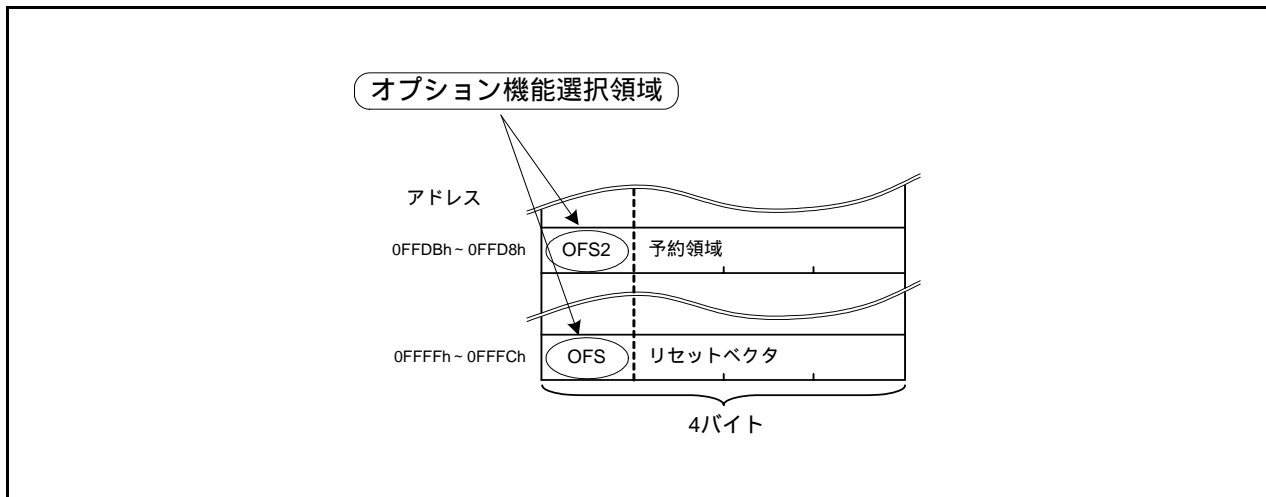 オプション機能選択領域
アドレス
0FFDBh ~ 0FFD8h OFS2 予約領域
0FFFFh ~ 0FFFCh OFS リセットベクタ
4バイト